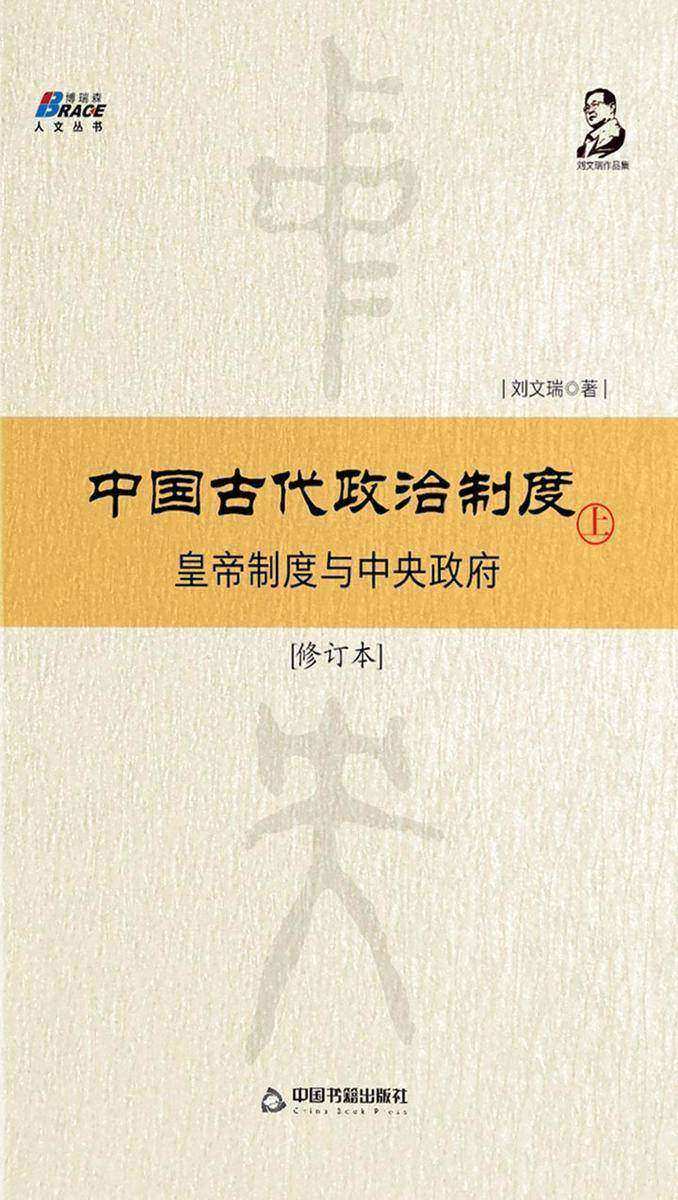 博瑞森
BRACE
人文丛书
刘文瑞作品集
中
|刘文瑞◎著|
中国古代政治制度 上
皇帝制度与中央政府
[修订本]
央
中国书籍出版社
China Book Press